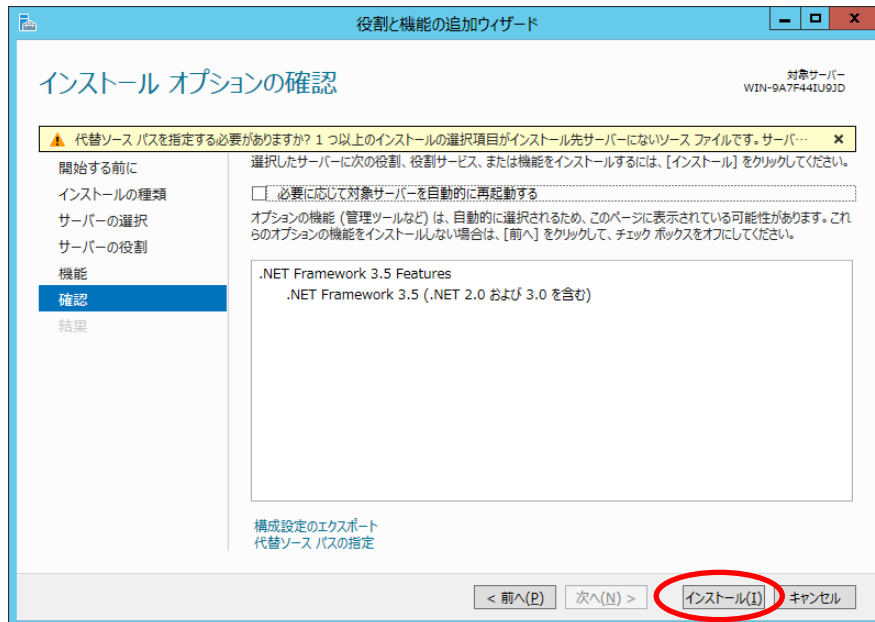 役割と機能の追加ウィザード
インストール オプションの確認
対象サーバー
WIN-9A7F44IU9JD
代替ソース パスを指定する必要がありますか? 1 つ以上のインストールの選択項目がインストール先サーバーにないソース ファイルです。サーバ…
開始する前に
インストールの種類
サーバーの選択
サーバーの役割
機能
確認
結果
選択したサーバーに次の役割、役割サービス、または機能をインストールするには、[インストール] をクリックしてください。
必要に応じて対象サーバーを自動的に再起動する
オプションの機能 (管理ツールなど) は、自動的に選択されるため、このページに表示されている可能性があります。これ
らのオプションの機能をインストールしない場合は、[前へ] をクリックして、チェック ボックスをオフにしてください。
.NET Framework 3.5 Features
.NET Framework 3.5 (.NET 2.0 および 3.0 を含む)
構成設定のエクスポート
代替ソース パスの指定
< 前へ(P) 次へ(N) > インストール(I) キャンセル